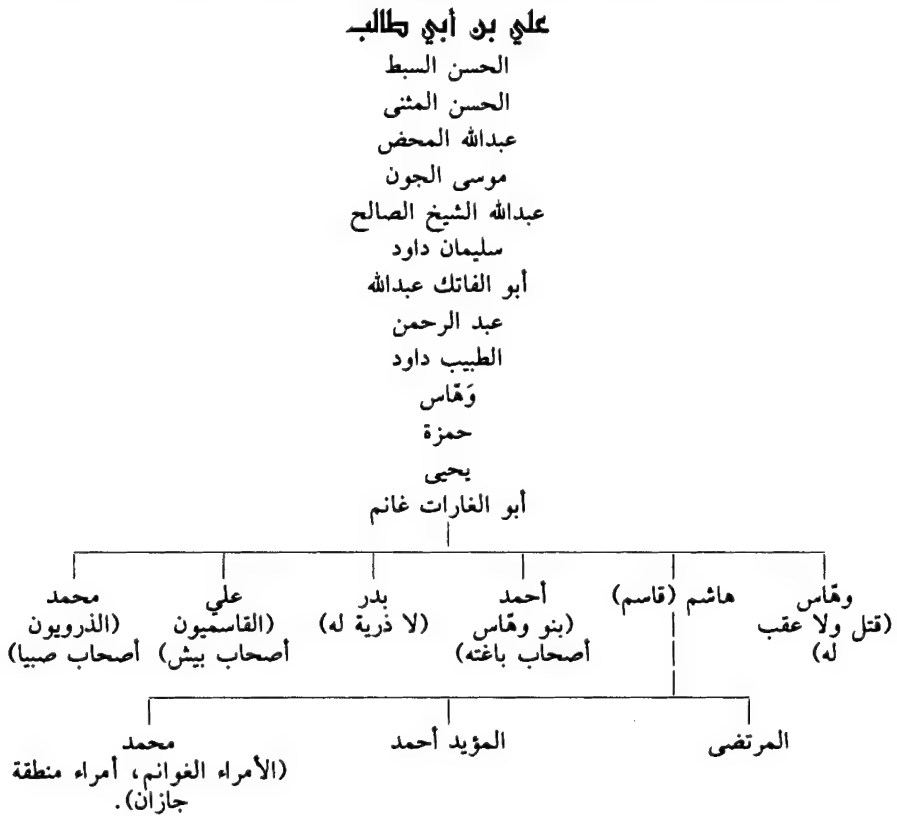 علي بن أبي طالب
الحسن السبط
الحسن المثنى
عبدالله المحض
موسى الجون
عبدالله الشيخ الصالح
سليمان داود
أبو الفاتك عبدالله
عبد الرحمن
الطبيب داود
وَهّاس
حمزة
يحيى
أبو الغارات غانم
وهّاس
(قتل ولا عقب
له)
هاشم (قاسم)
أحمد
(بنو وهّاس
أصحاب باغته)
بدر
(لا ذرية له)
علي
(القاسميون
أصحاب بيش)
محمد
(الذرويون
أصحاب صبيا)
المرتضى
المؤيد أحمد
محمد
(الأمراء الغوانم، أمراء منطقة
جازان).